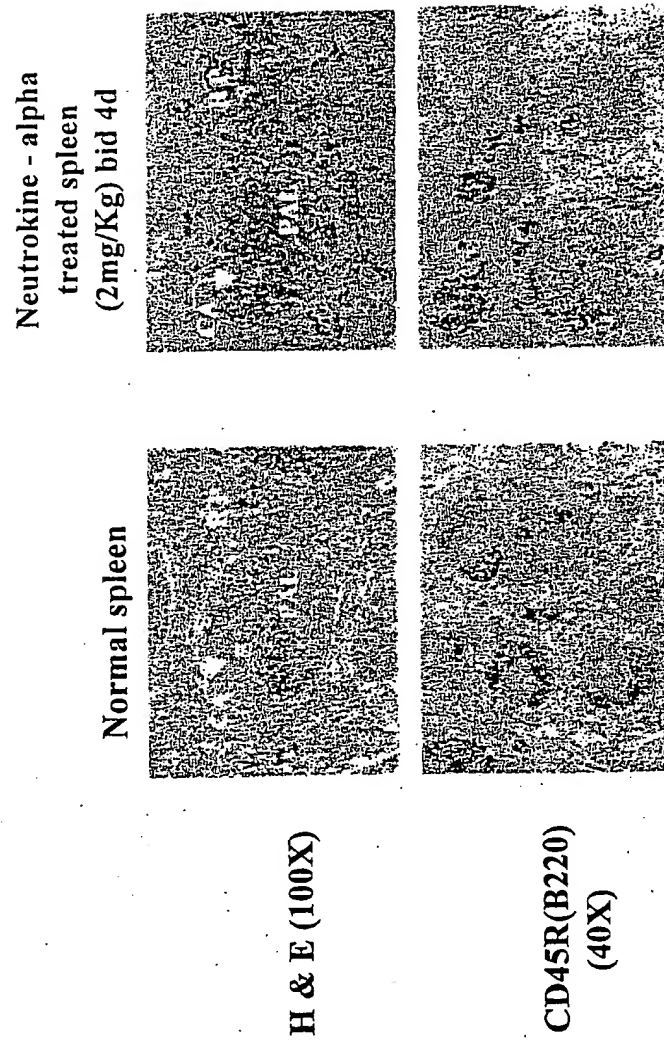 Normal spleen
Neutrokine - alpha
treated spleen
(2mg/Kg) bid 4d
H & E (100X)
CD45R(B220)
(40X)